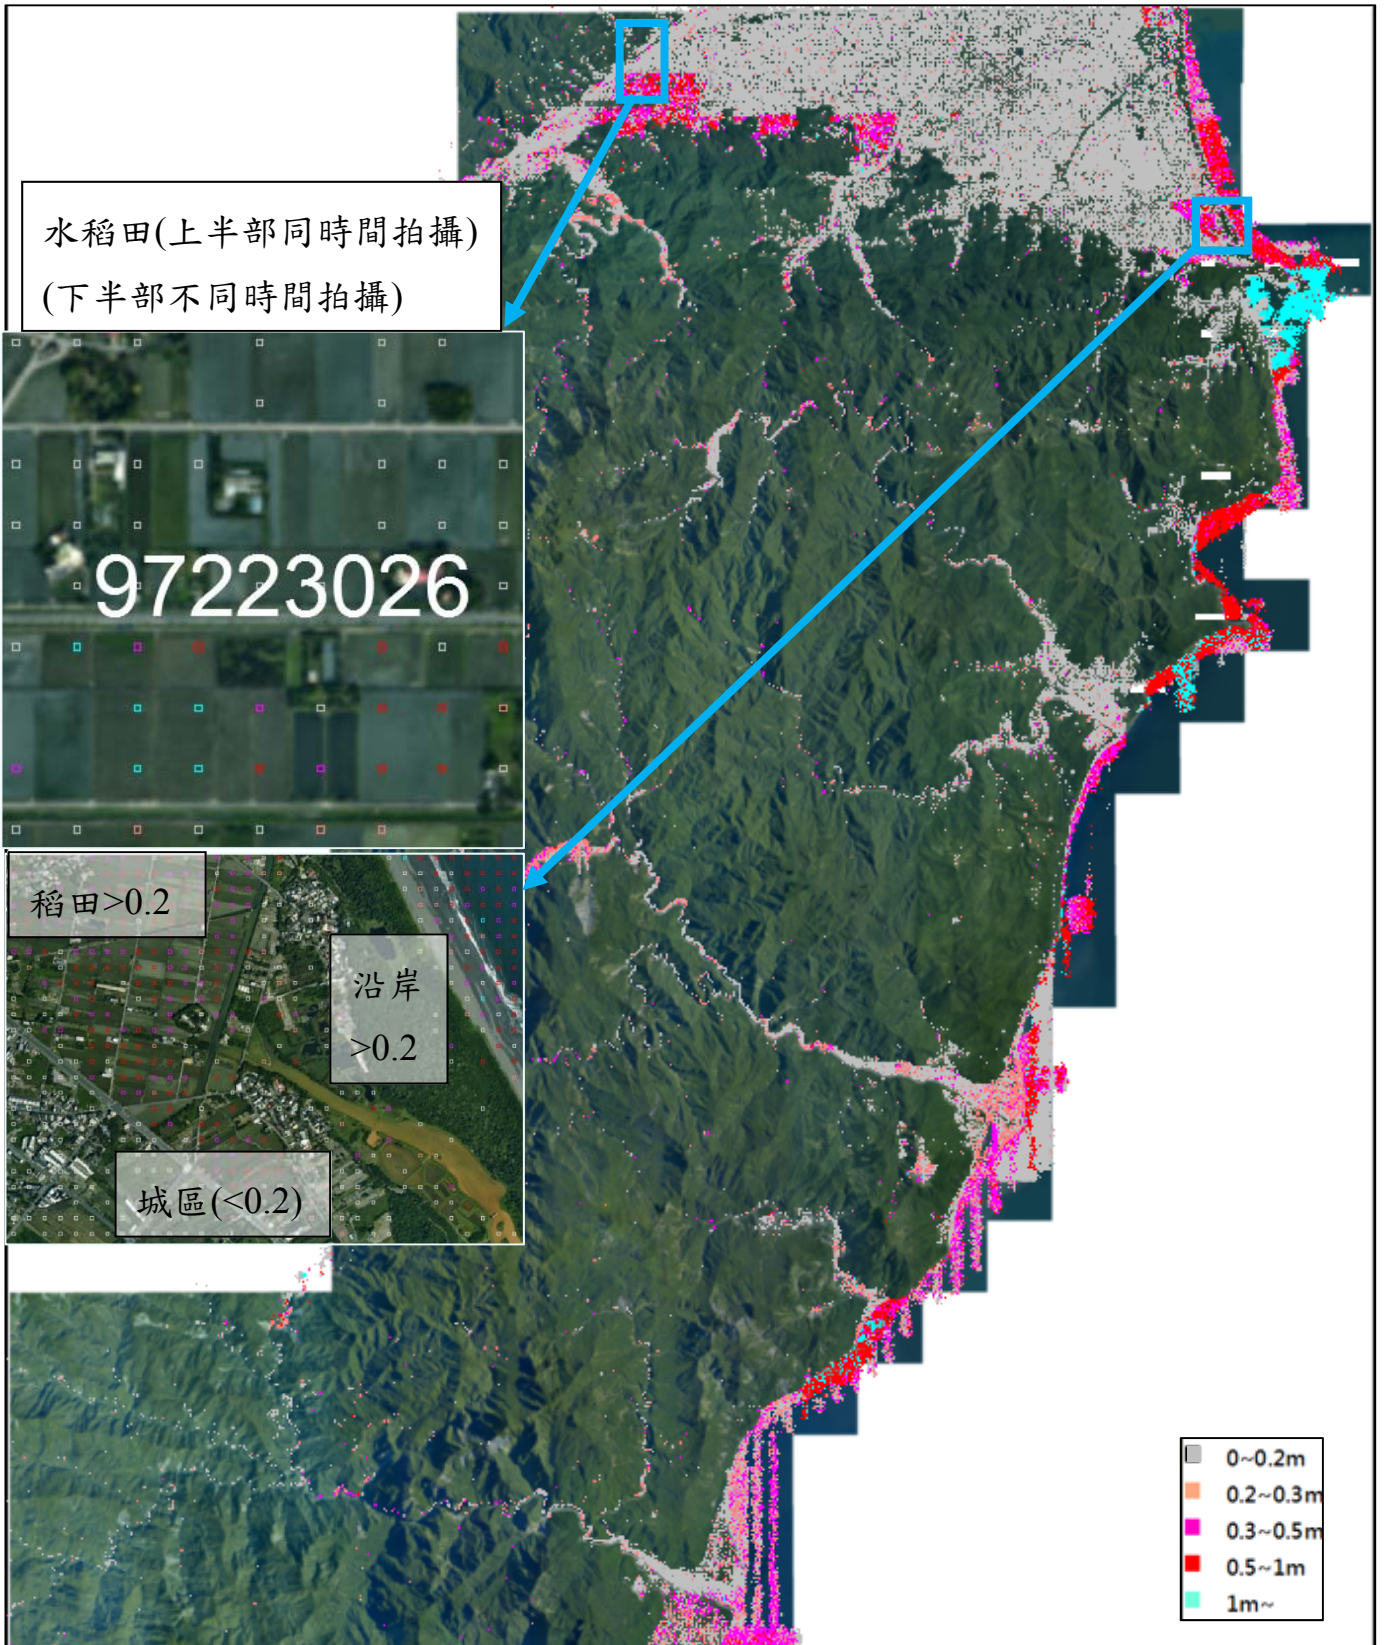 水稻田(上半部同時間拍攝)
(下半部不同時間拍攝)
97223026
稻田>0.2
沿岸
>0.2
城區(<0.2)
0~0.2m
0.2~0.3m
0.3~0.5m
0.5~1m
1m~